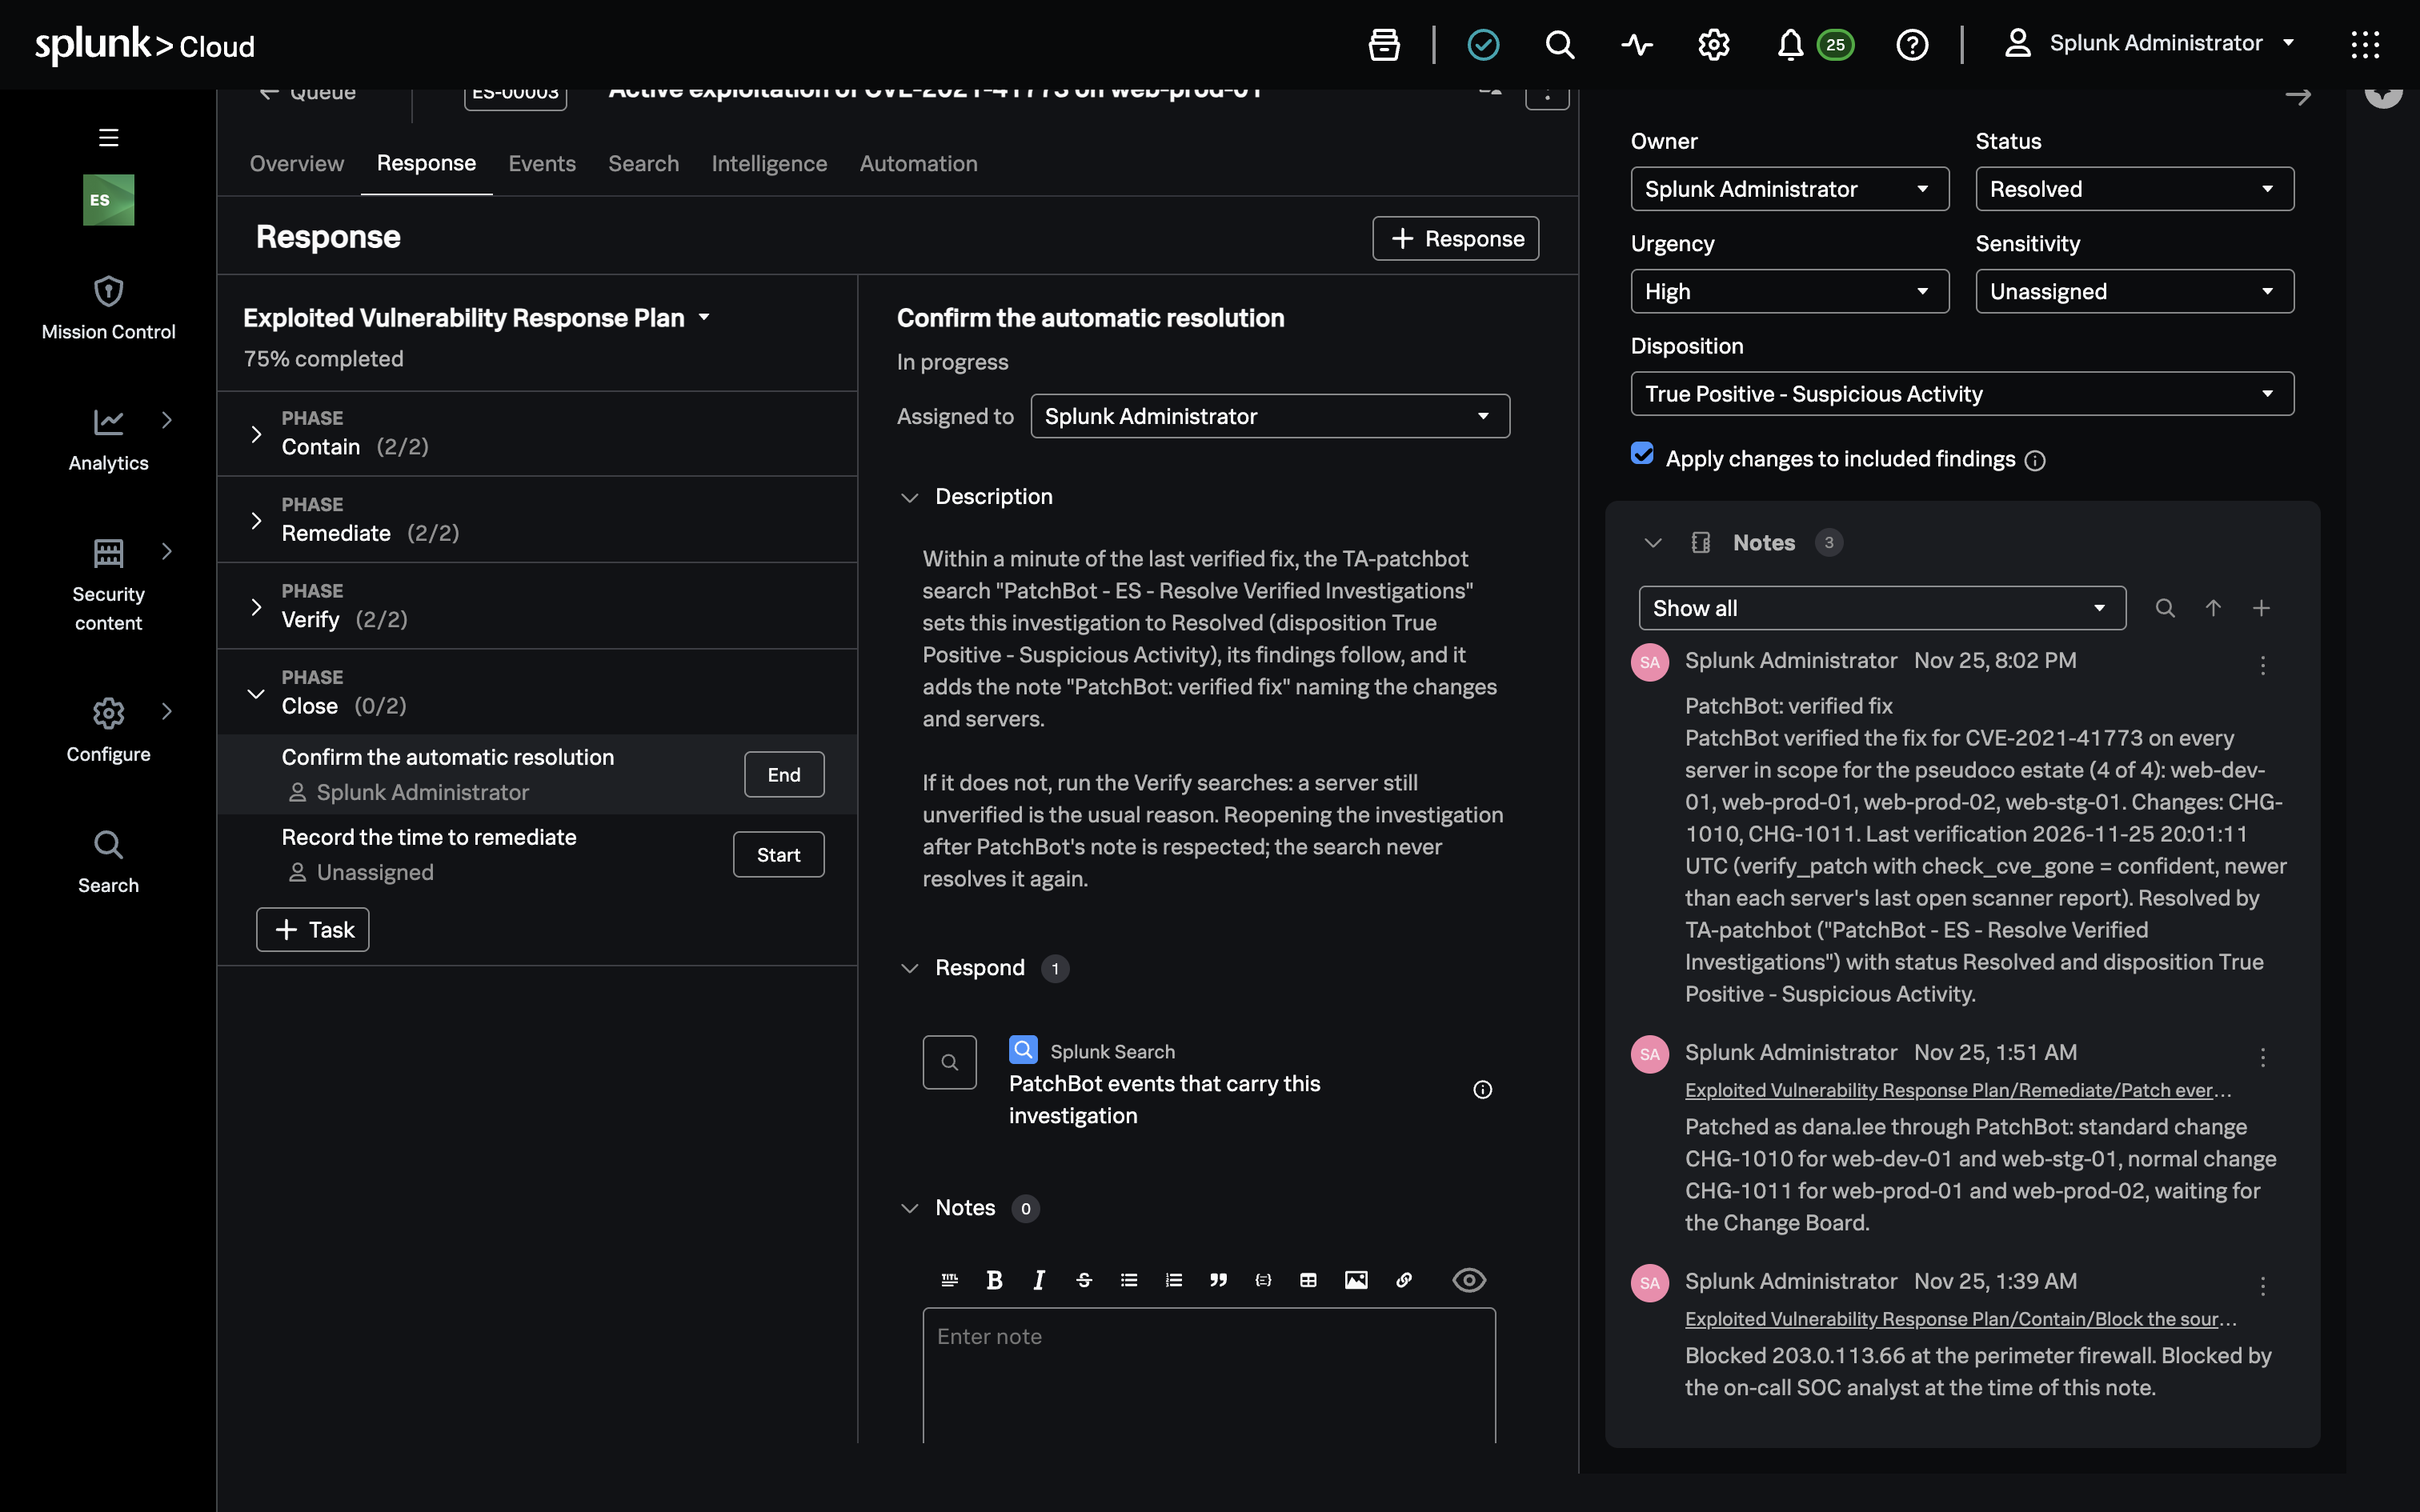 splunk>Cloud
25
Splunk Administrator
Queue
ES-00003
Active exploitation of CVE-2021-41773 on web-prod-01
ES
Mission Control
Analytics
Security
content
Configure
Search
Overview
Response
Events
Search
Intelligence
Automation
Response
+ Response
Exploited Vulnerability Response Plan
75% completed
PHASE
Contain (2/2)
PHASE
Remediate (2/2)
PHASE
Verify (2/2)
PHASE
Close (0/2)
Confirm the automatic resolution
Splunk Administrator
End
Record the time to remediate
Unassigned
Start
+ Task
Confirm the automatic resolution
In progress
Assigned to
Splunk Administrator
Description
Within a minute of the last verified fix, the TA-patchbot
search "PatchBot - ES - Resolve Verified Investigations"
sets this investigation to Resolved (disposition True
Positive - Suspicious Activity), its findings follow, and it
adds the note "PatchBot: verified fix" naming the changes
and servers.
If it does not, run the Verify searches: a server still
unverified is the usual reason. Reopening the investigation
after PatchBot's note is respected; the search never
resolves it again.
Respond 1
Splunk Search
PatchBot events that carry this
investigation
Notes 0
Enter note
Owner
Splunk Administrator
Status
Resolved
Urgency
High
Sensitivity
Unassigned
Disposition
True Positive - Suspicious Activity
Apply changes to included findings
Notes 3
Show all
SA
Splunk Administrator Nov 25, 8:02 PM
PatchBot: verified fix
PatchBot verified the fix for CVE-2021-41773 on every
server in scope for the pseudoco estate (4 of 4): web-dev-
01, web-prod-01, web-prod-02, web-stg-01. Changes: CHG-
1010, CHG-1011. Last verification 2026-11-25 20:01:11
UTC (verify_patch with check_cve_gone = confident, newer
than each server's last open scanner report). Resolved by
TA-patchbot ("PatchBot - ES - Resolve Verified
Investigations") with status Resolved and disposition True
Positive - Suspicious Activity.
SA
Splunk Administrator Nov 25, 1:51 AM
Exploited Vulnerability Response Plan/Remediate/Patch ever...
Patched as dana.lee through PatchBot: standard change
CHG-1010 for web-dev-01 and web-stg-01, normal change
CHG-1011 for web-prod-01 and web-prod-02, waiting for
the Change Board.
SA
Splunk Administrator Nov 25, 1:39 AM
Exploited Vulnerability Response Plan/Contain/Block the sour...
Blocked 203.0.113.66 at the perimeter firewall. Blocked by
the on-call SOC analyst at the time of this note.